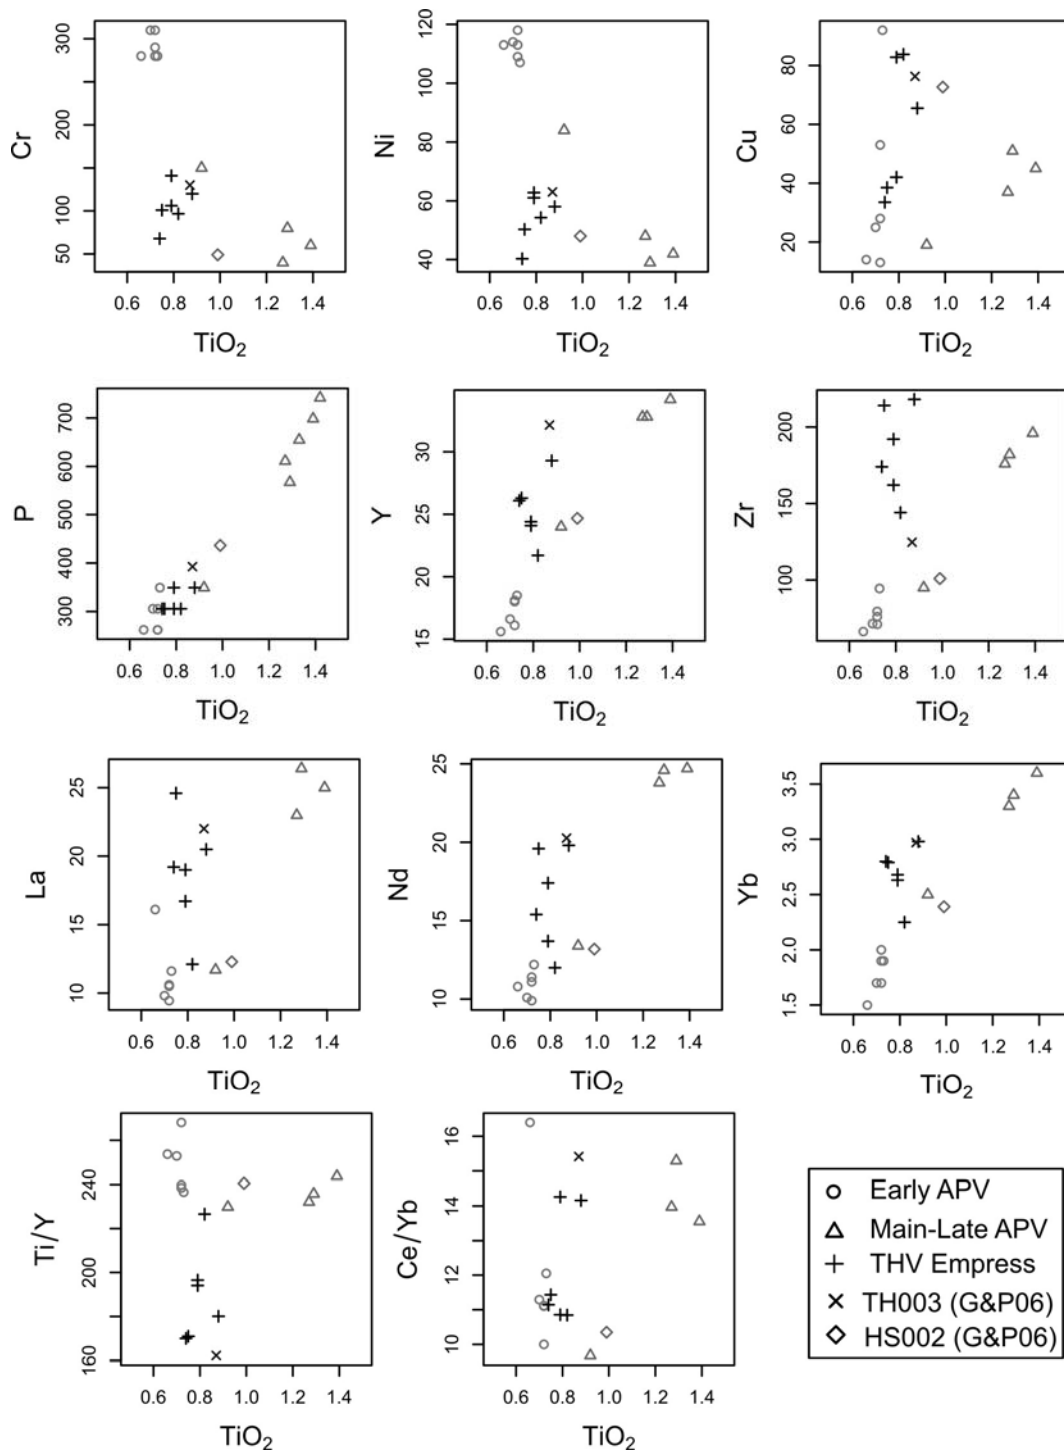 Cr
300
200
100
50
0.6 0.8 1.0 1.2 1.4
TiO₂
Ni
120
100
80
60
40
0.6 0.8 1.0 1.2 1.4
TiO₂
Cu
80
60
40
20
0.6 0.8 1.0 1.2 1.4
TiO₂
P
700
600
500
400
300
0.6 0.8 1.0 1.2 1.4
TiO₂
Y
30
25
20
15
0.6 0.8 1.0 1.2 1.4
TiO₂
Zr
200
150
100
0.6 0.8 1.0 1.2 1.4
TiO₂
La
25
20
15
10
0.6 0.8 1.0 1.2 1.4
TiO₂
Nd
25
20
15
10
0.6 0.8 1.0 1.2 1.4
TiO₂
Yb
3.5
3.0
2.5
2.0
1.5
0.6 0.8 1.0 1.2 1.4
TiO₂
Ti/Y
240
200
160
0.6 0.8 1.0 1.2 1.4
TiO₂
Ce/Yb
16
14
12
10
0.6 0.8 1.0 1.2 1.4
TiO₂
Early APV
Main-Late APV
THV Empress
TH003 (G&P06)
HS002 (G&P06)